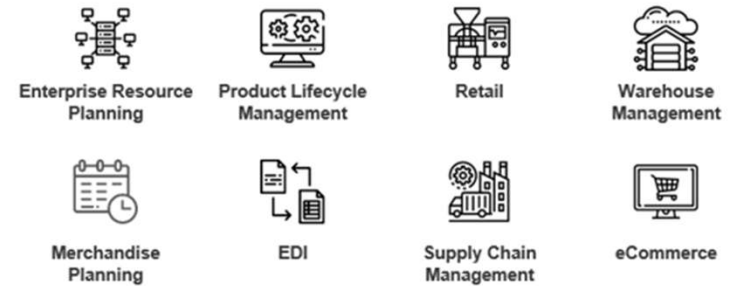 Enterprise Resource
Planning
Product Lifecycle
Management
Retail
Warehouse
Management
Merchandise
Planning
EDI
Supply Chain
Management
eCommerce